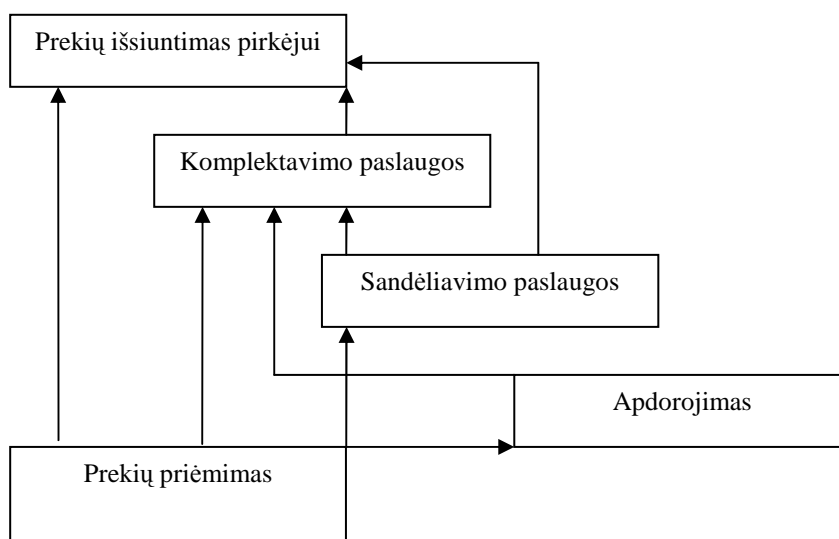 Prekių išsiuntimas pirkėjui
Komplektavimo paslaugos
Sandėliavimo paslaugos
Apdorojimas
Prekių priėmimas